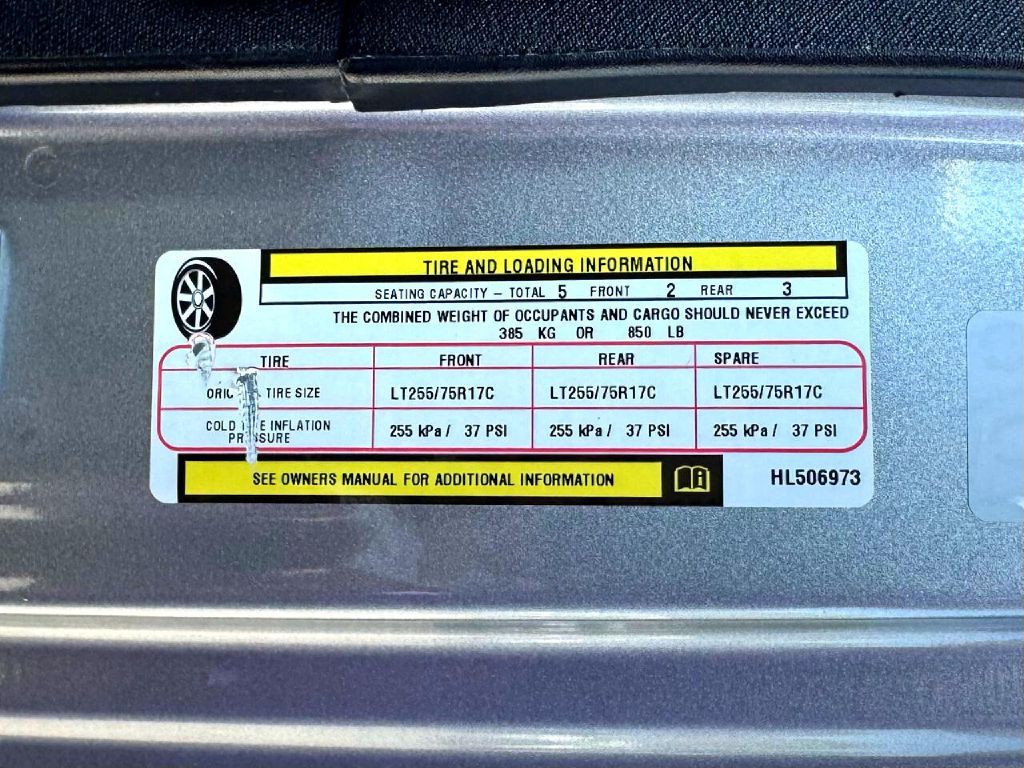 TIRE AND LOADING INFORMATION
SEATING CAPACITY – TOTAL 5 FRONT 2 REAR 3
THE COMBINED WEIGHT OF OCCUPANTS AND CARGO SHOULD NEVER EXCEED
385 KG OR 850 LB
TIRE FRONT REAR SPARE
TIRE SIZE LT255/75R17C LT255/75R17C LT255/75R17C
COLD INFLATION
255 kPa / 37 PSI 255 kPa / 37 PSI 255 kPa / 37 PSI
SEE OWNERS MANUAL FOR ADDITIONAL INFORMATION
HL506973